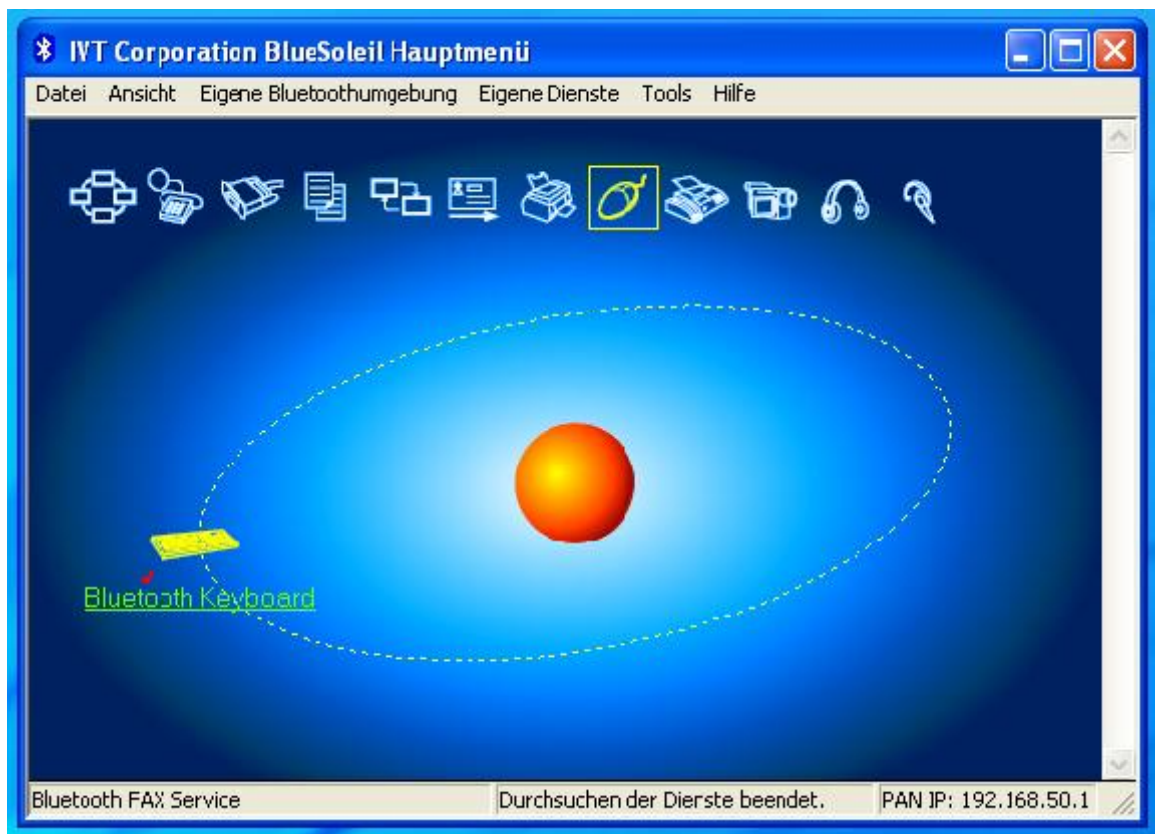 IVT Corporation BlueSoleil Hauptmenü
Datei Ansicht Eigene Bluetoothumgebung Eigene Dienste Tools Hilfe
Bluetooth Keyboard
Bluetooth FAX Service Durchsuchen der Dienste beendet. PAN IP: 192.168.50.1